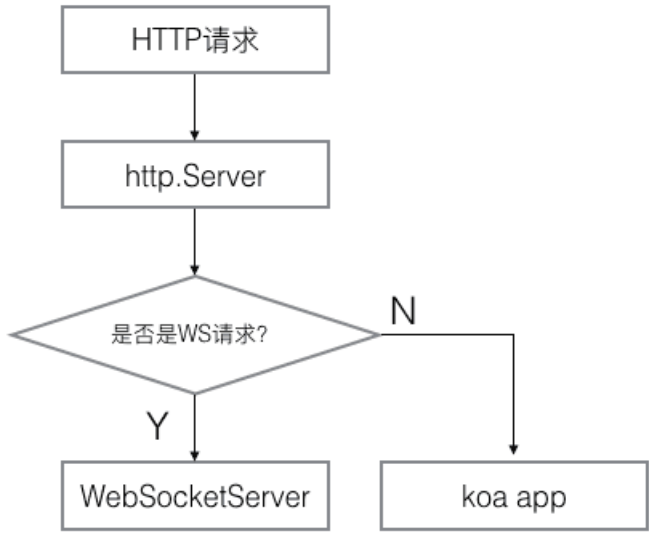 HTTP请求
http.Server
是否是WS请求?
N
Y
WebSocketServer
koa app